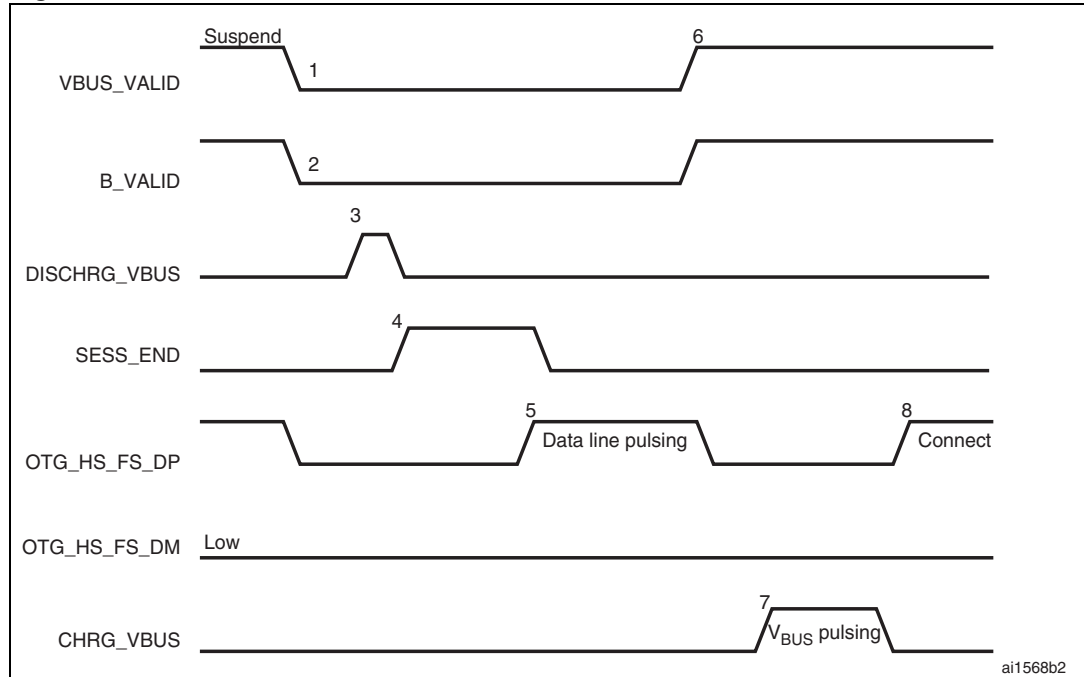 Suspend
6
VBUS_VALID
1
B_VALID
2
3
DISCHRG_VBUS
4
SESS_END
5
8
Data line pulsing
Connect
OTG_HS_FS_DP
OTG_HS_FS_DM
Low
7
CHRG_VBUS
VBUS pulsing
ai1568b2